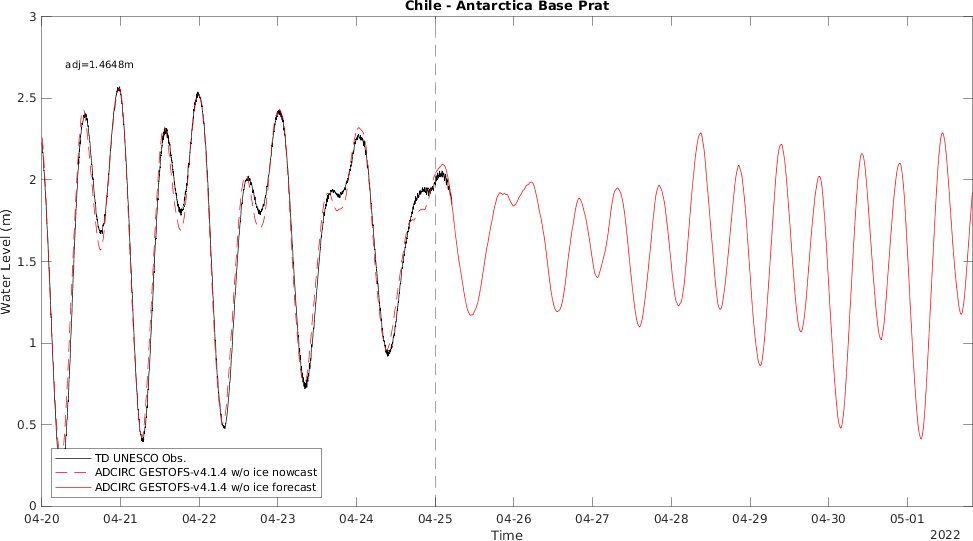 Chile - Antarctica Base Prat
3
adj=1.4648m
2.5
2
1.5
1
0.5
0
Water Level (m)
TD UNESCO Obs.
ADCIRC GESTOFS-v4.1.4 w/o ice nowcast
ADCIRC GESTOFS-v4.1.4 w/o ice forecast
04-20 04-21 04-22 04-23 04-24 04-25 04-26 04-27 04-28 04-29 04-30 05-01
Time
2022